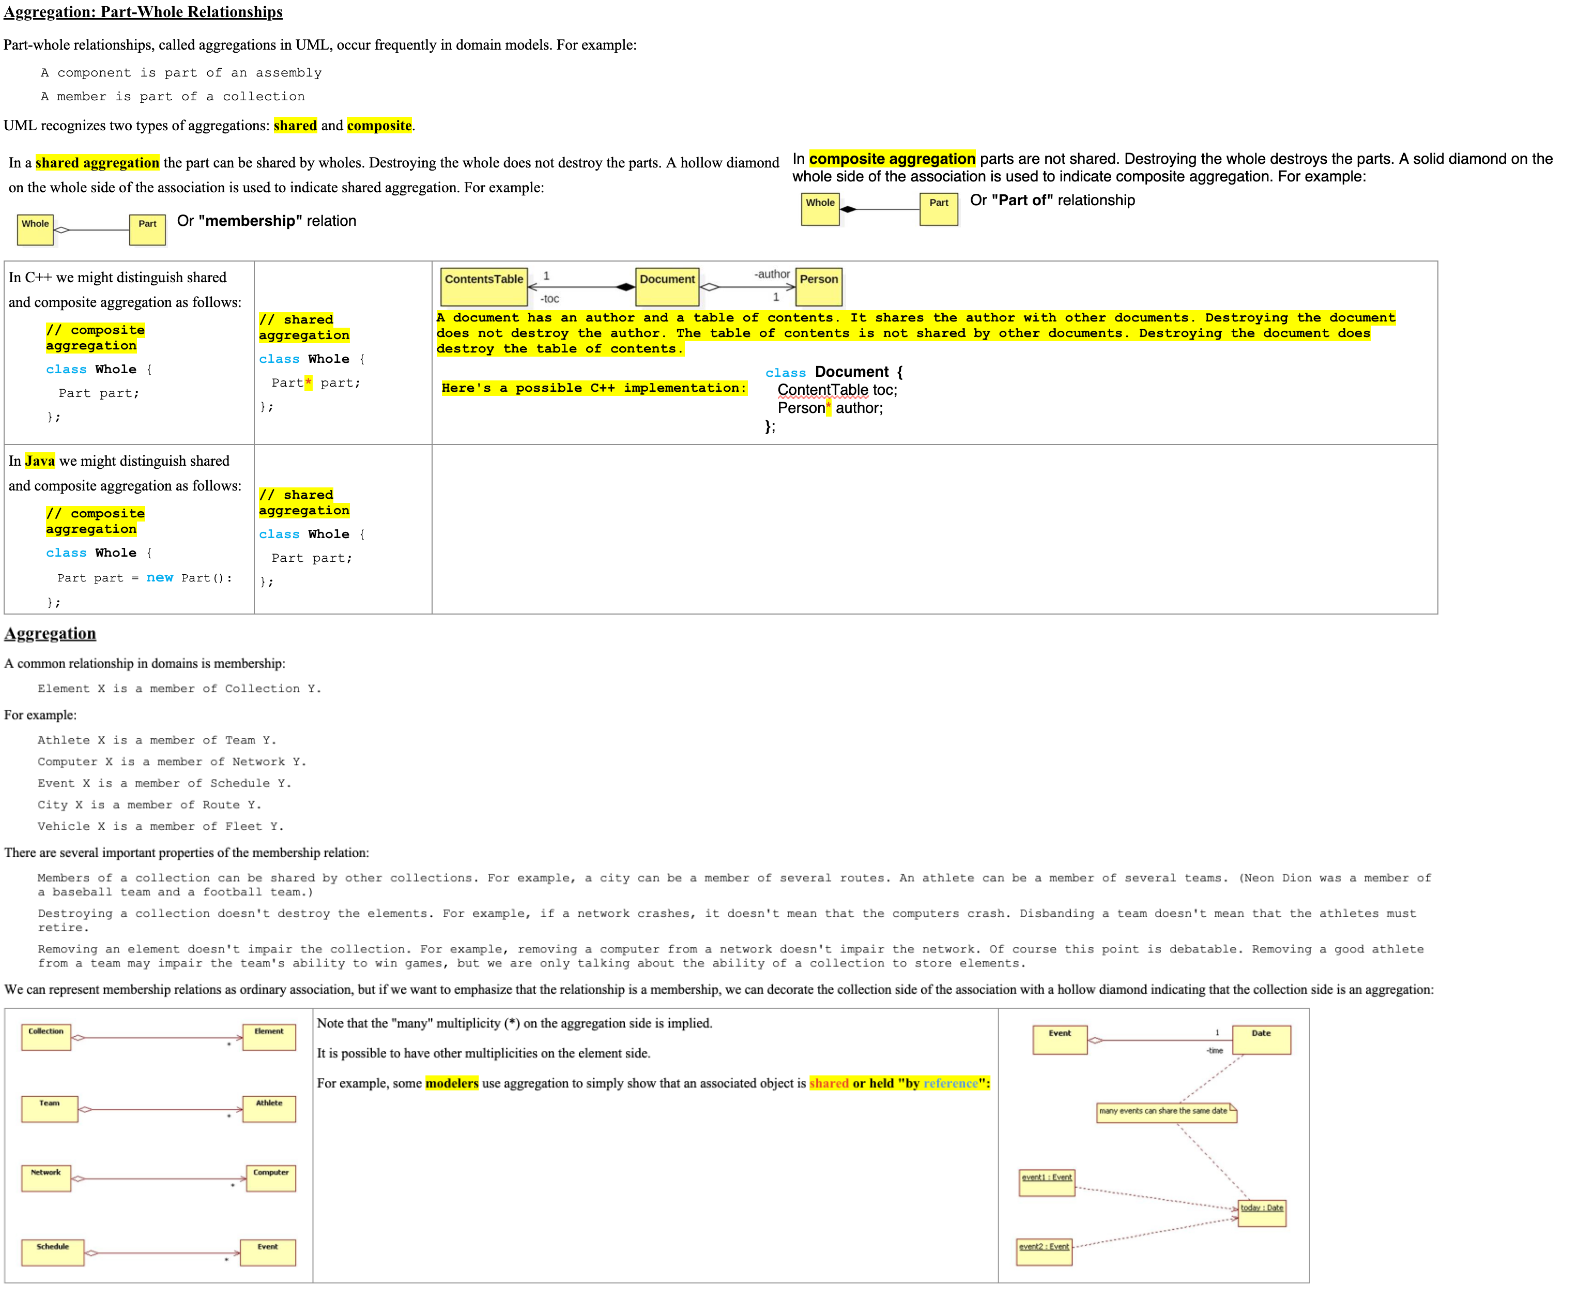 Aggregation: Part-Whole Relationships
Part-whole relationships, called aggregations in UML, occur frequently in domain models. For example:
A component is part of an assembly
A member is part of a collection
UML recognizes two types of aggregations: shared and composite.
In a shared aggregation the part can be shared by wholes. Destroying the whole does not destroy the parts. A hollow diamond
on the whole side of the association is used to indicate shared aggregation. For example:
Whole
Part
Or "membership" relation
In composite aggregation parts are not shared. Destroying the whole destroys the parts. A solid diamond on the
whole side of the association is used to indicate composite aggregation. For example:
Whole
Part
Or "Part of" relationship
In C++ we might distinguish shared
and composite aggregation as follows:
// composite
aggregation
class Whole {
Part part;
};
// shared
aggregation
class Whole {
Part* part;
};
ContentsTable
1
-toc
Document
-author
1
Person
A document has an author and a table of contents. It shares the author with other documents. Destroying the document
does not destroy the author. The table of contents is not shared by other documents. Destroying the document does
destroy the table of contents.
Here's a possible C++ implementation:
class Document {
ContentTable toc;
Person* author;
};
In Java we might distinguish shared
and composite aggregation as follows:
// composite
aggregation
class Whole {
Part part = new Part():
};
// shared
aggregation
class Whole {
Part part;
};
Aggregation
A common relationship in domains is membership:
Element X is a member of Collection Y.
For example:
Athlete X is a member of Team Y.
Computer X is a member of Network Y.
Event X is a member of Schedule Y.
City X is a member of Route Y.
Vehicle X is a member of Fleet Y.
There are several important properties of the membership relation:
Members of a collection can be shared by other collections. For example, a city can be a member of several routes. An athlete can be a member of several teams. (Neon Dion was a member of
a baseball team and a football team.)
Destroying a collection doesn't destroy the elements. For example, if a network crashes, it doesn't mean that the computers crash. Disbanding a team doesn't mean that the athletes must
retire.
Removing an element doesn't impair the collection. For example, removing a computer from a network doesn't impair the network. Of course this point is debatable. Removing a good athlete
from a team may impair the team's ability to win games, but we are only talking about the ability of a collection to store elements.
We can represent membership relations as ordinary association, but if we want to emphasize that the relationship is a membership, we can decorate the collection side of the association with a hollow diamond indicating that the collection side is an aggregation:
Collection
*
Element
Team
*
Athlete
Network
*
Computer
Schedule
*
Event
Note that the "many" multiplicity (*) on the aggregation side is implied.
It is possible to have other multiplicities on the element side.
For example, some modelers use aggregation to simply show that an associated object is shared or held "by reference":
Event
1
-time
Date
many events can share the same date
event1 : Event
today : Date
event2 : Event